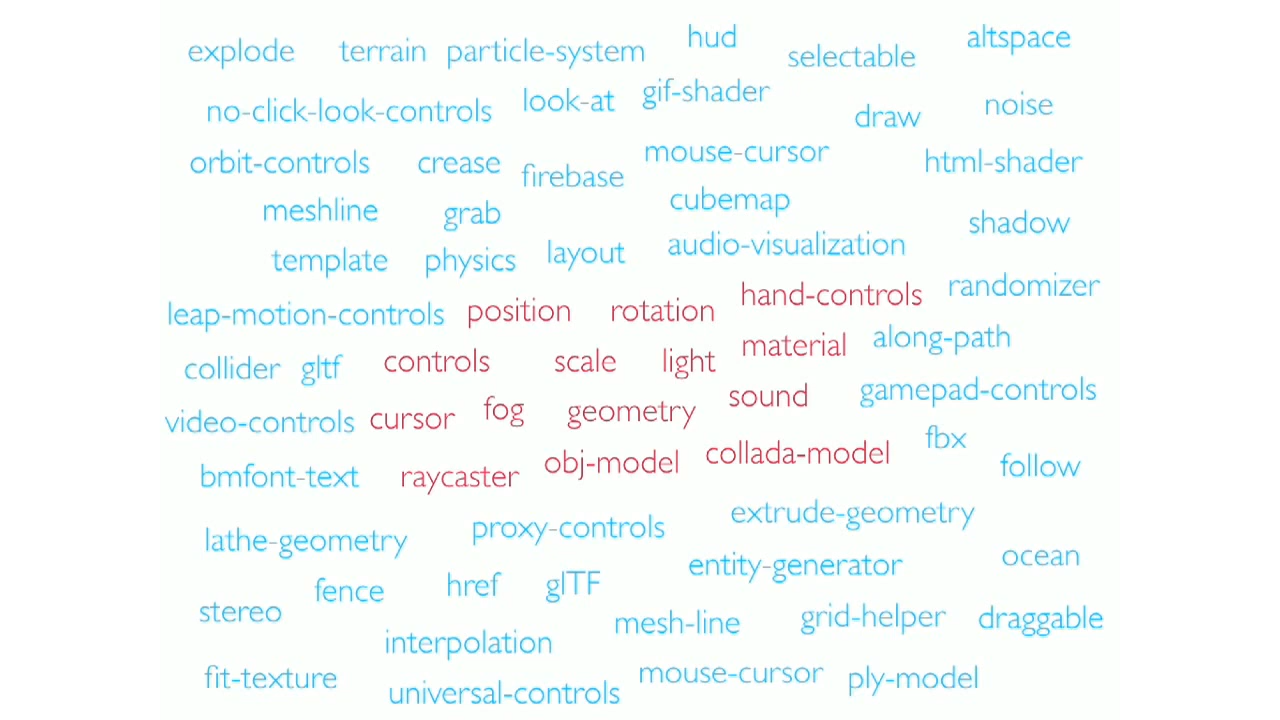 explode terrain particle-system hud selectable altspace
no-click-look-controls look-at gif-shader draw noise
orbit-controls crease firebase mouse-cursor html-shader
meshline grab cubemap shadow
template physics layout audio-visualization
leap-motion-controls position rotation hand-controls randomizer
collider gltf controls scale light material along-path
video-controls cursor fog geometry sound gamepad-controls
bmfont-text raycaster obj-model collada-model fbx follow
lathe-geometry proxy-controls extrude-geometry
fence href glTF entity-generator ocean
stereo interpolation mesh-line grid-helper draggable
fit-texture universal-controls mouse-cursor ply-model